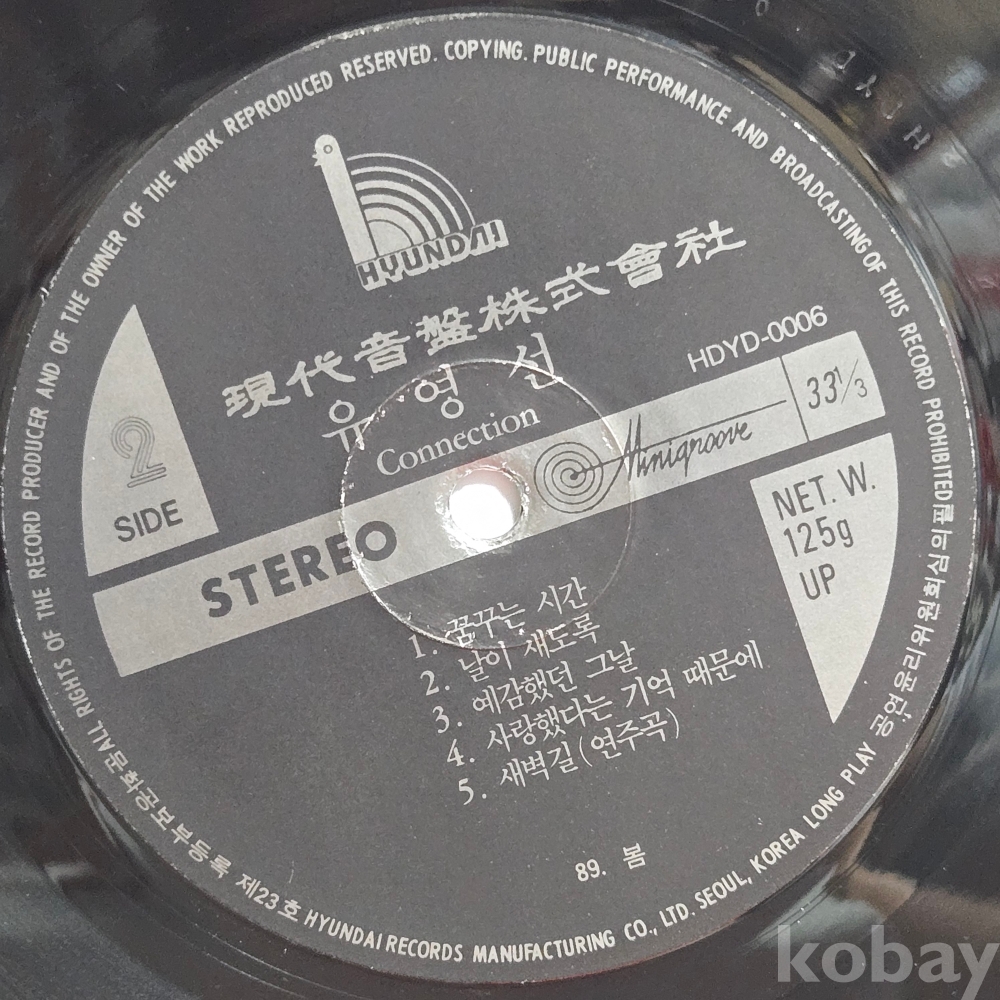 ALL RIGHTS OF THE RECORD PRODUCER AND OF THE OWNER OF THE WORK REPRODUCED RESERVED. COPYING. PUBLIC PERFORMANCE AND BROADCASTING OF THIS RECORD PROHIBITED
HYUNDAI
現代音盤株式會社
유 영 선
Connection
HDYD-0006
2
SIDE
STEREO
Minigroove
33 1/3
NET. W.
125g
UP
1. 꿈꾸는 시간
2. 날이 새도록
3. 예감했던 그날
4. 사랑했다는 기억 때문에
5. 새벽길 (연주곡)
89. 봄
문화공보부등록 제23호 HYUNDAI RECORDS MANUFACTURING CO., LTD. SEOUL, KOREA LONG PLAY 공연윤리위원회심의필
kobay